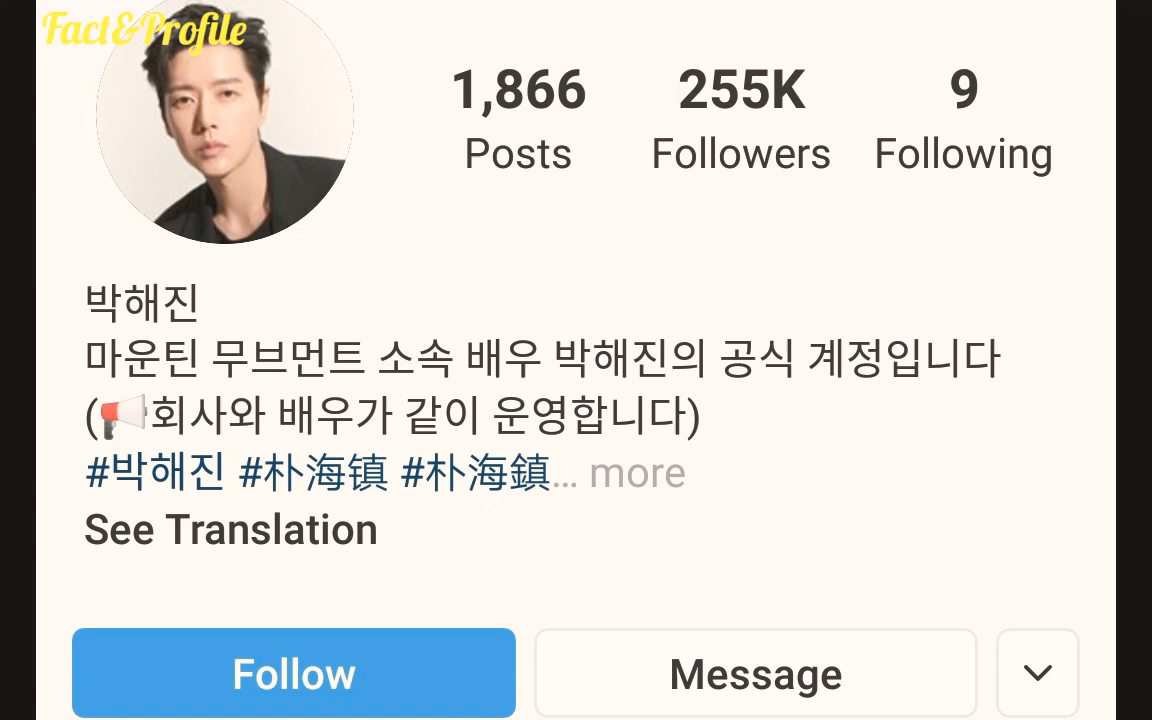 Fact&Profile
1,866 255K 9
Posts Followers Following
박해진
마운틴 무브먼트 소속 배우 박해진의 공식 계정입니다
(📢회사와 배우가 같이 운영합니다)
#박해진 #朴海镇 #朴海鎮... more
See Translation
Follow Message